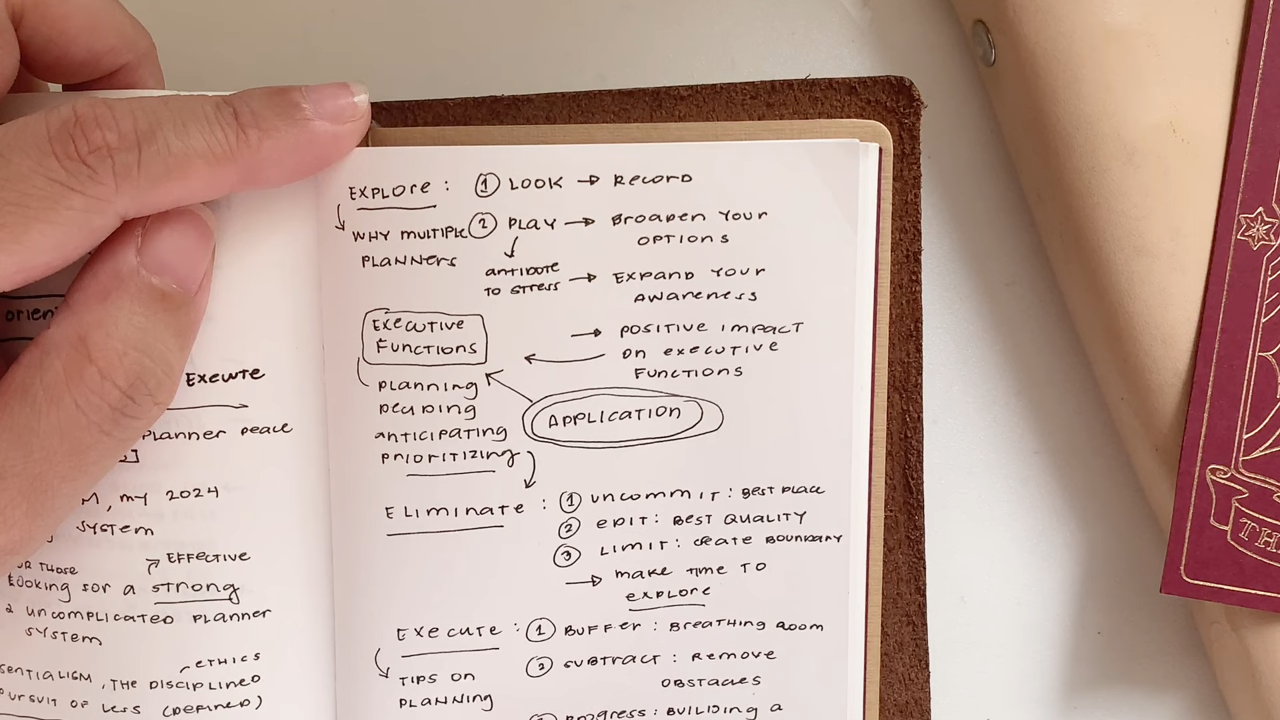 EXECUTE
PLANNER PEACE
M, MY 2024
SYSTEM
EFFECTIVE
OR THOSE
LOOKING FOR A STRONG
& UNCOMPLICATED PLANNER
SYSTEM
ETHICS
SENTIALISM, THE DISCIPLINED
PURSUIT OF LESS (DEFINED)
EXPLORE : ① LOOK → RECORD
WHY MULTIPLE ② PLAY → BROADEN YOUR
PLANNERS OPTIONS
ANTIDOTE → EXPAND YOUR
TO STRESS AWARENESS
EXECUTIVE
FUNCTIONS
→ POSITIVE IMPACT
ON EXECUTIVE
FUNCTIONS
PLANNING
DECIDING
ANTICIPATING
PRIORITIZING
APPLICATION
ELIMINATE : ① UNCOMMIT : BEST PLACE
② EDIT : BEST QUALITY
③ LIMIT : CREATE BOUNDARY
→ MAKE TIME TO
EXPLORE
EXECUTE : ① BUFFER : BREATHING ROOM
② SUBTRACT : REMOVE
OBSTACLES
TIPS ON
PLANNING
PROGRESS : BUILDING A
TH